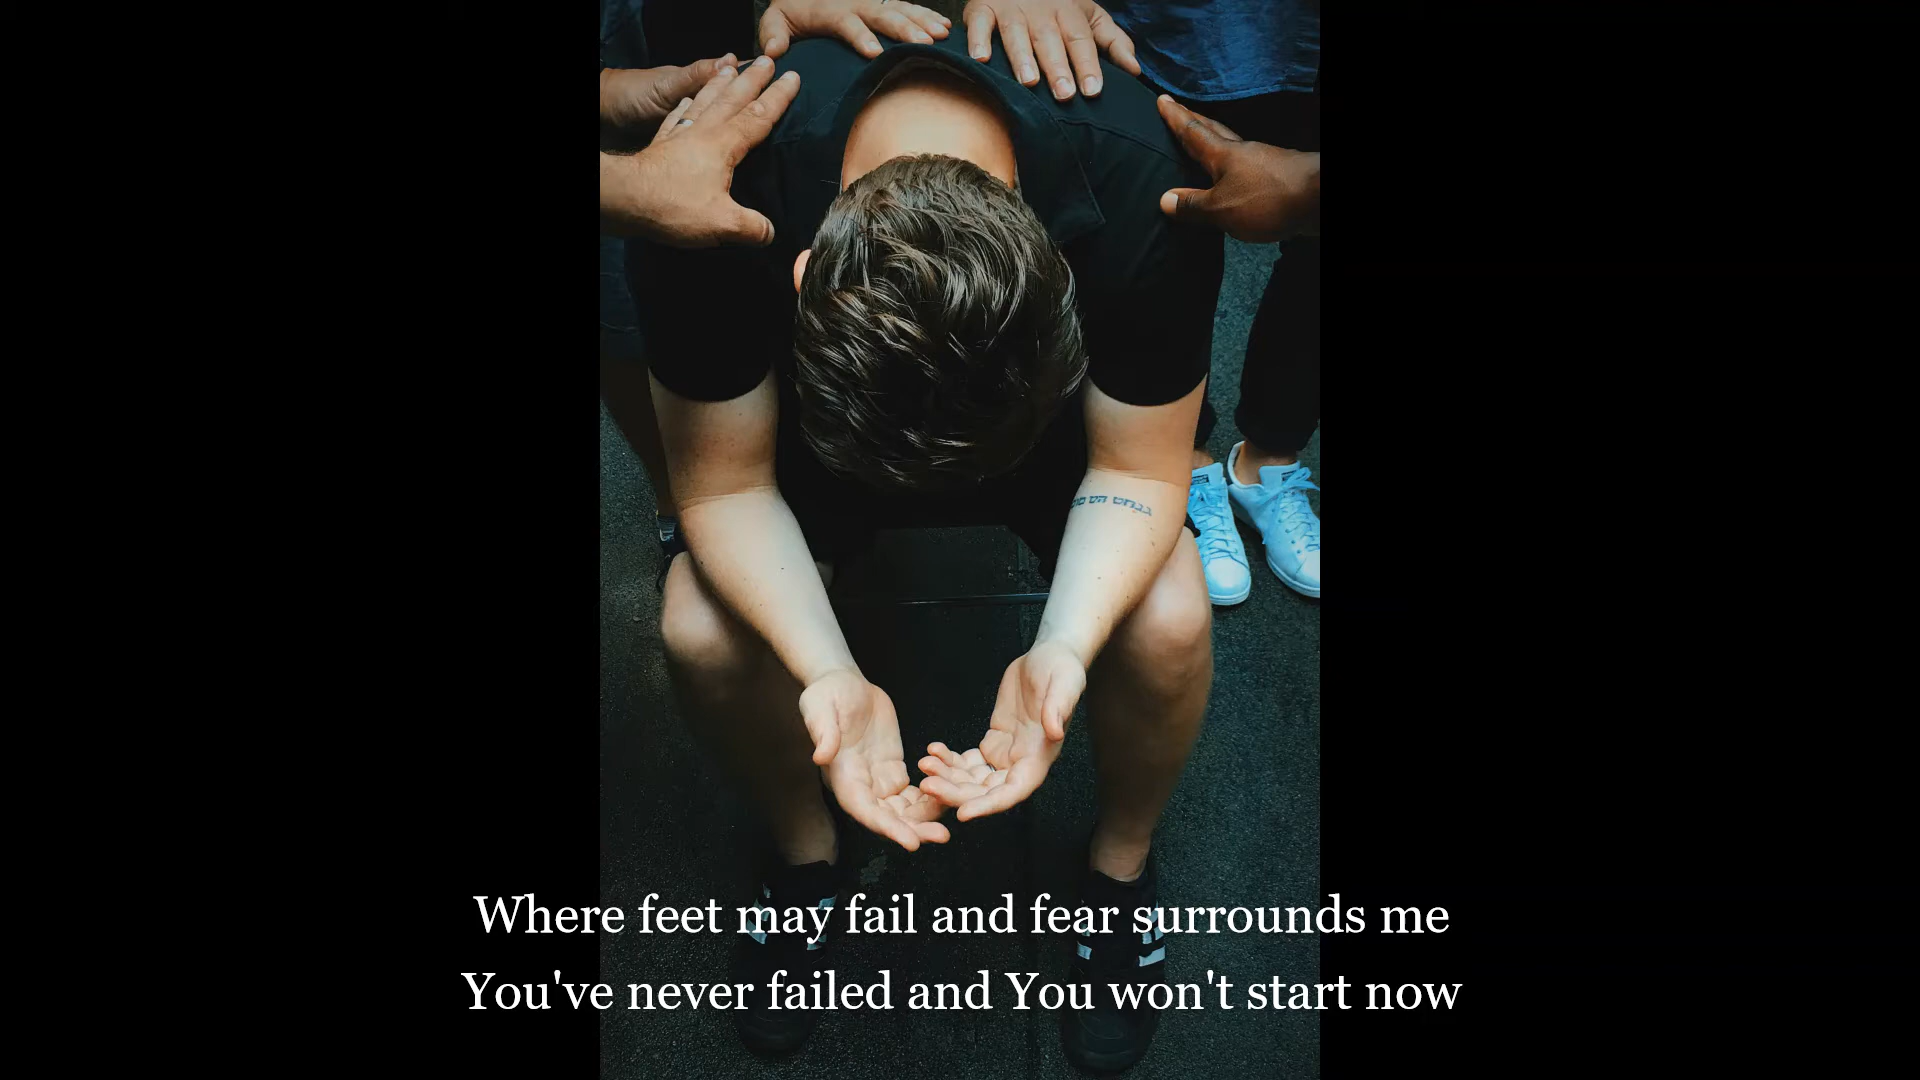 Where feet may fail and fear surrounds me
You've never failed and You won't start now